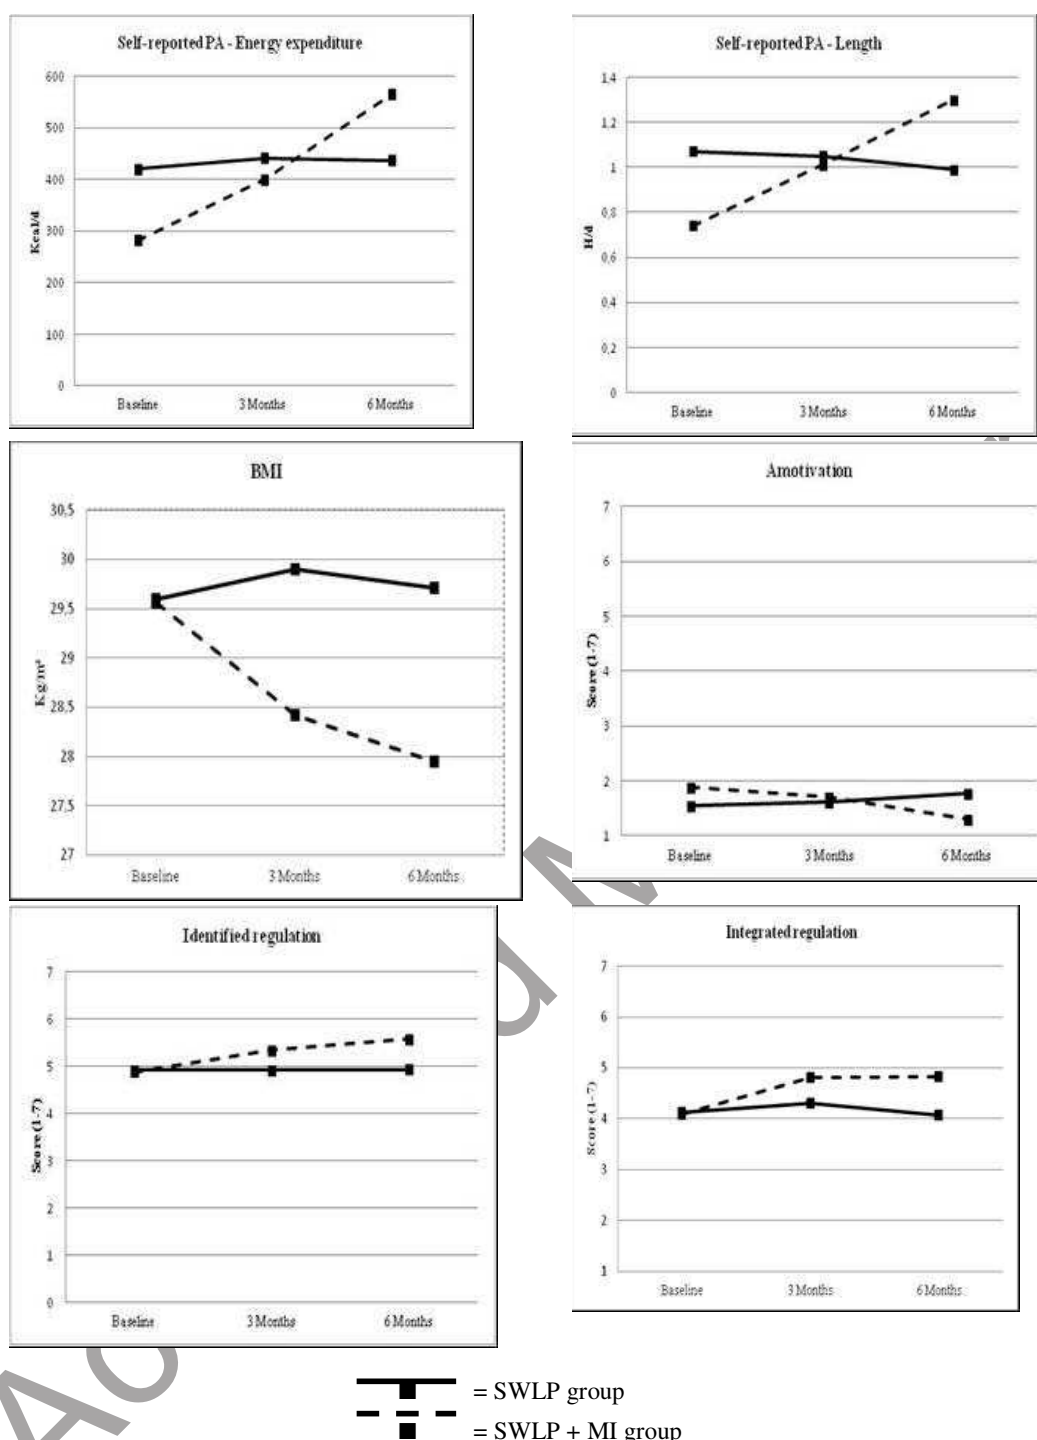 Self-reported PA - Energy expenditure
600
500
400
300
200
100
0
Kcal/d
Baseline 3 Months 6 Months
Self-reported PA - Length
1.4
1.2
1
0,8
0,6
0,4
0,2
0
H/d
Baseline 3 Months 6 Months
BMI
30,5
30
29,5
29
28,5
28
27,5
27
Kg/m²
Baseline 3 Months 6 Months
Amotivation
7
6
5
4
3
2
1
Score (1-7)
Baseline 3 Months 6 Months
Identified regulation
7
6
5
4
3
2
1
0
Score (1-7)
Baseline 3 Months 6 Months
Integrated regulation
7
6
5
4
3
2
1
Score (1-7)
Baseline 3 Months 6 Months
= SWLP group
= SWLP + MI group